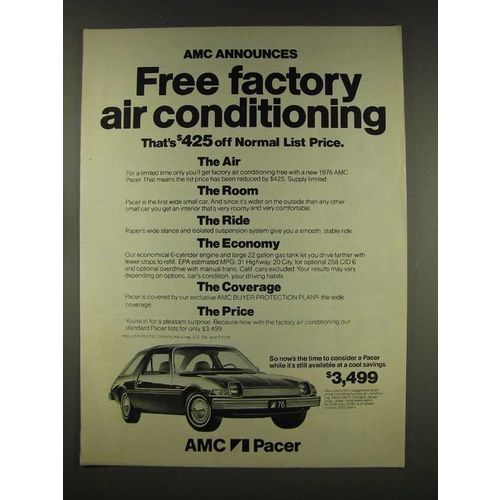 AMC ANNOUNCES
Free factory
air conditioning
That's $425 off Normal List Price.
The Air
For a limited time only you'll get factory air conditioning free with a new 1976 AMC
Pacer. That means the list price has been reduced by $425. Supply limited.
The Room
Pacer is the first wide small car. And since it's wider on the outside than any other
small car you get an interior that's very roomy and very comfortable.
The Ride
Pacer's wide stance and isolated suspension system give you a smooth, stable ride.
The Economy
Our economical 6-cylinder engine and large 22 gallon gas tank let you drive farther with
fewer stops to refill. EPA estimated MPG: 31 Highway, 20 City, for optional 258 CID 6
and optional overdrive with manual trans. Calif. cars excluded. Your results may vary
depending on options, car's condition, your driving habits.
The Coverage
Pacer is covered by our exclusive AMC BUYER PROTECTION PLAN® the wide
coverage.
The Price
You're in for a pleasant surprise. Because now with the factory air conditioning our
standard Pacer lists for only $3,499.
BUYER PROTECTION PLAN is reg. U.S. Pat. and Tm. Off.
So now's the time to consider a Pacer
while it's still available at a cool savings.
$3,499
76
AMC Pacer